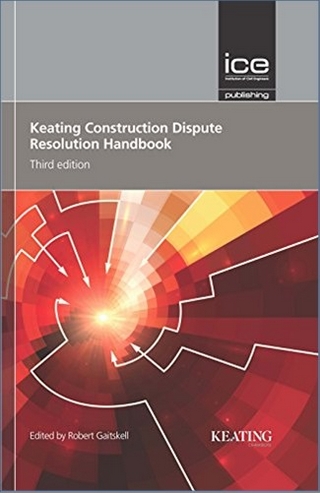 ice
Institution of Civil Engineers
publishing
Keating Construction Dispute
Resolution Handbook
Third edition
Edited by Robert Gaitskell
KEATING
CHAMBERS